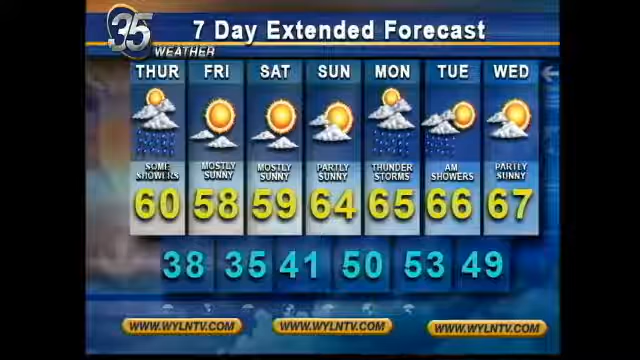 35
WEATHER
7 Day Extended Forecast
THUR FRI SAT SUN MON TUE WED
SOME SHOWERS
MOSTLY SUNNY
MOSTLY SUNNY
PARTLY SUNNY
THUNDER STORMS
AM SHOWERS
PARTLY SUNNY
60 58 59 64 65 66 67
38 35 41 50 53 49
WWW.WYLNTV.COM WWW.WYLNTV.COM WWW.WYLNTV.COM